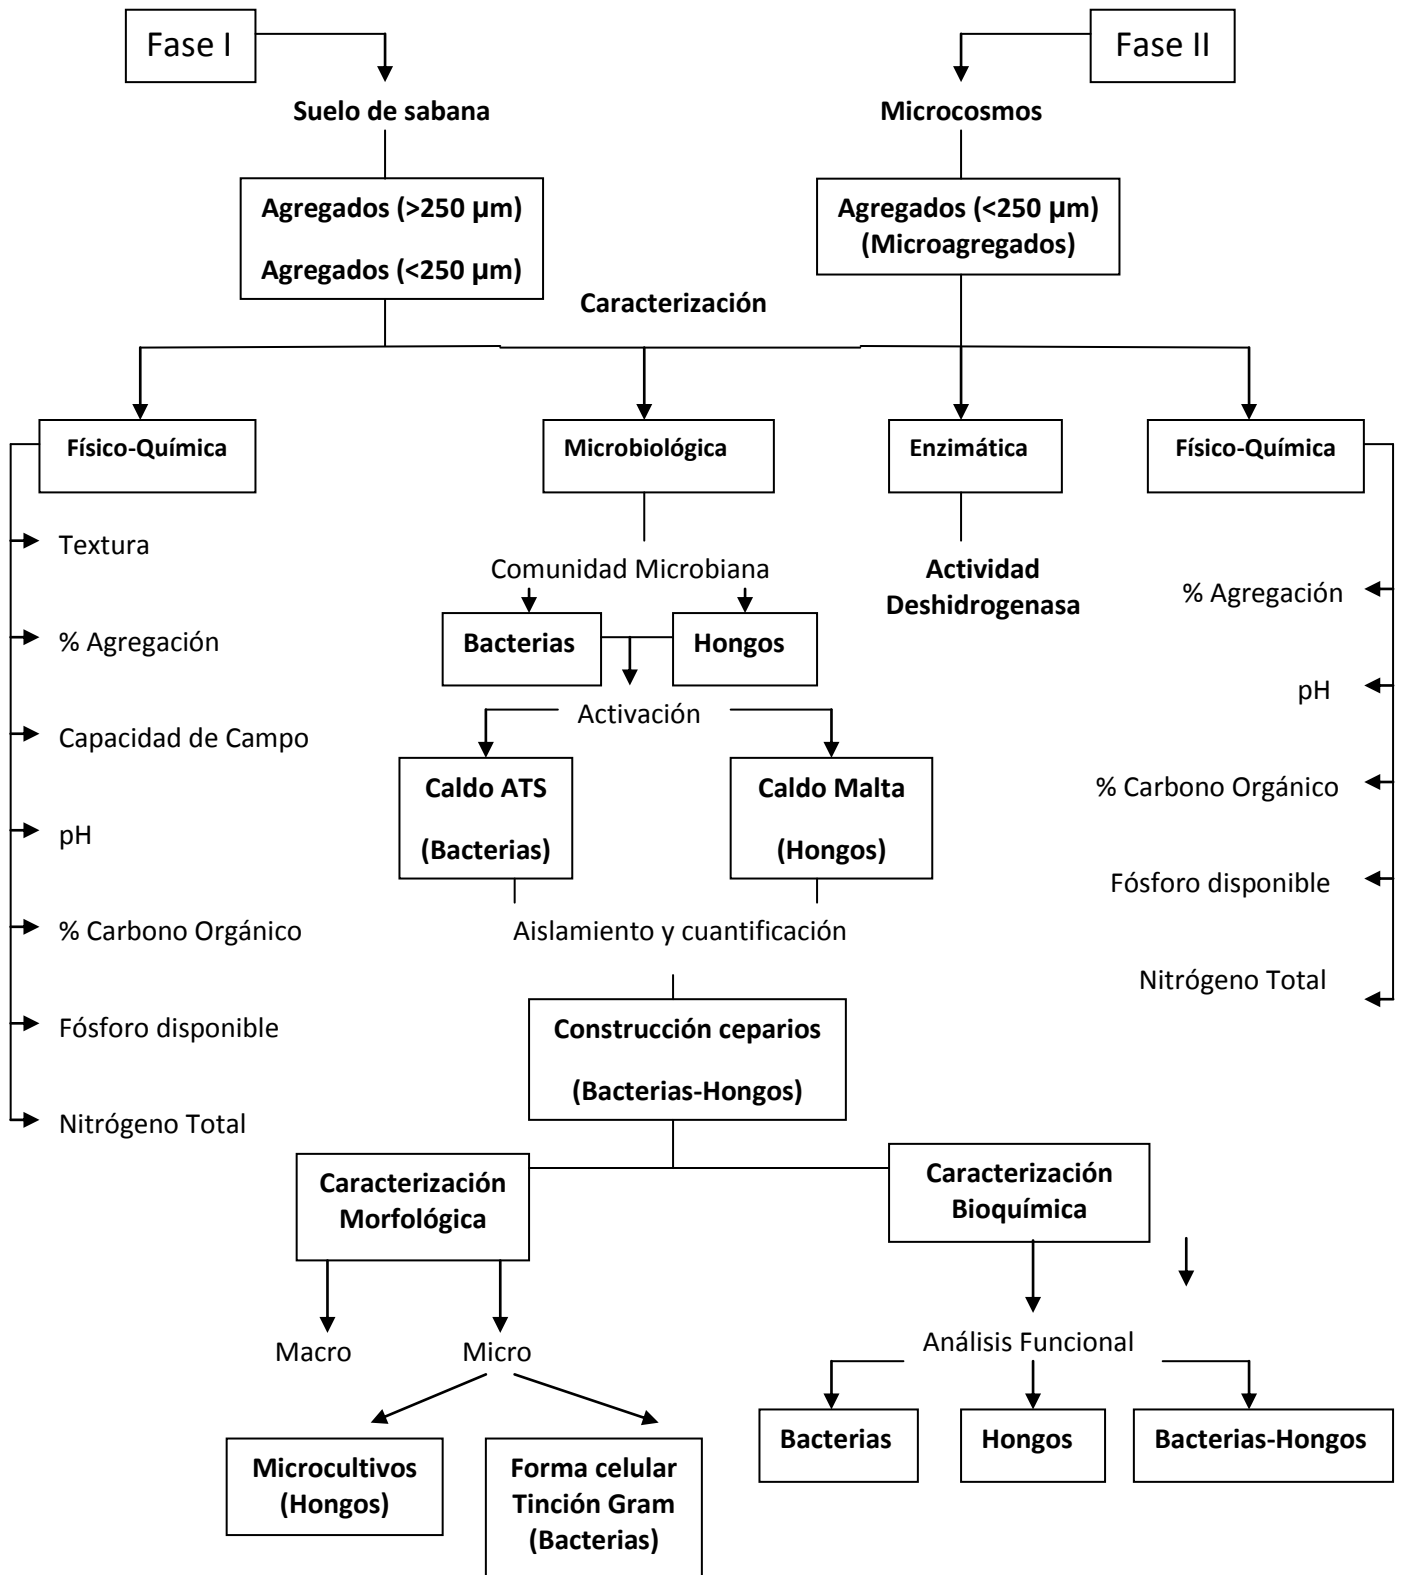 Fase I
Fase II
Suelo de sabana
Microcosmos
Agregados (>250 µm)
Agregados (<250 µm)
Agregados (<250 µm)
(Microagregados)
Caracterización
Físico-Química
Microbiológica
Enzimática
Físico-Química
Textura
% Agregación
Capacidad de Campo
pH
% Carbono Orgánico
Fósforo disponible
Nitrógeno Total
Comunidad Microbiana
Bacterias
Hongos
Activación
Caldo ATS
(Bacterias)
Caldo Malta
(Hongos)
Aislamiento y cuantificación
Construcción ceparios
(Bacterias-Hongos)
Actividad
Deshidrogenasa
% Agregación
pH
% Carbono Orgánico
Fósforo disponible
Nitrógeno Total
Caracterización
Morfológica
Caracterización
Bioquímica
Macro
Micro
Análisis Funcional
Microcultivos
(Hongos)
Forma celular
Tinción Gram
(Bacterias)
Bacterias
Hongos
Bacterias-Hongos